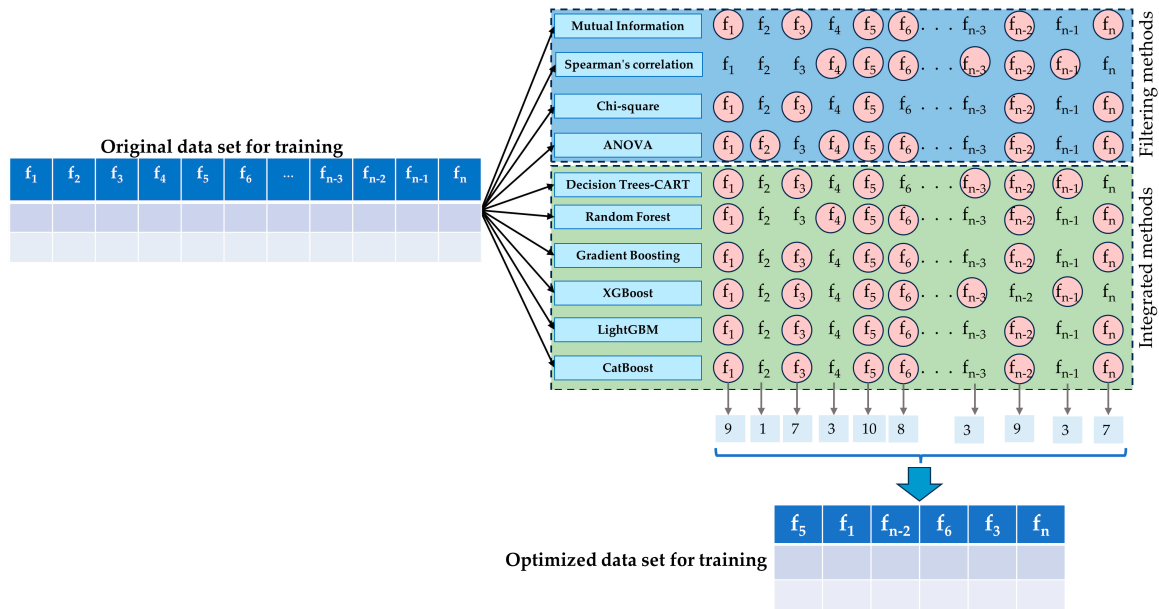 Original data set for training
f1 f2 f3 f4 f5 f6 ... fn-3 fn-2 fn-1 fn
Mutual Information f1 f2 f3 f4 f5 f6 . . . fn-3 fn-2 fn-1 fn
Spearman's correlation f1 f2 f3 f4 f5 f6 . . . fn-3 fn-2 fn-1 fn
Chi-square f1 f2 f3 f4 f5 f6 . . . fn-3 fn-2 fn-1 fn
ANOVA f1 f2 f3 f4 f5 f6 . . . fn-3 fn-2 fn-1 fn
Filtering methods
Decision Trees-CART f1 f2 f3 f4 f5 f6 . . . fn-3 fn-2 fn-1 fn
Random Forest f1 f2 f3 f4 f5 f6 . . . fn-3 fn-2 fn-1 fn
Gradient Boosting f1 f2 f3 f4 f5 f6 . . . fn-3 fn-2 fn-1 fn
XGBoost f1 f2 f3 f4 f5 f6 . . . fn-3 fn-2 fn-1 fn
LightGBM f1 f2 f3 f4 f5 f6 . . . fn-3 fn-2 fn-1 fn
CatBoost f1 f2 f3 f4 f5 f6 . . . fn-3 fn-2 fn-1 fn
Integrated methods
9 1 7 3 10 8 3 9 3 7
f5 f1 fn-2 f6 f3 fn
Optimized data set for training